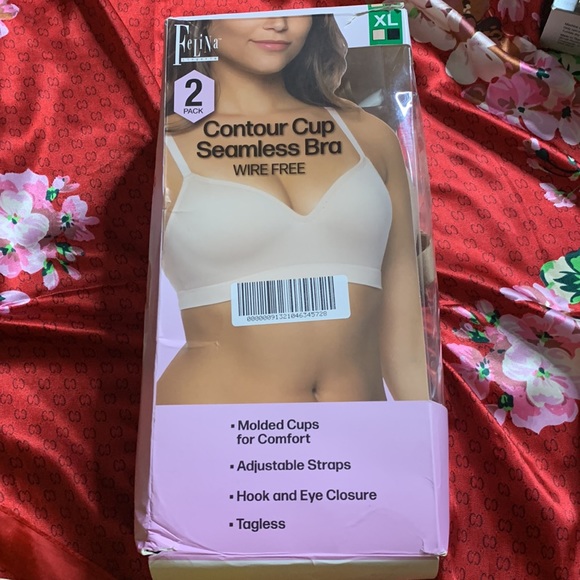 FELINA®
XL
2
PACK
Contour Cup
Seamless Bra
WIRE FREE
00000091321046345728
▪ Molded Cups
for Comfort
▪ Adjustable Straps
▪ Hook and Eye Closure
▪ Tagless